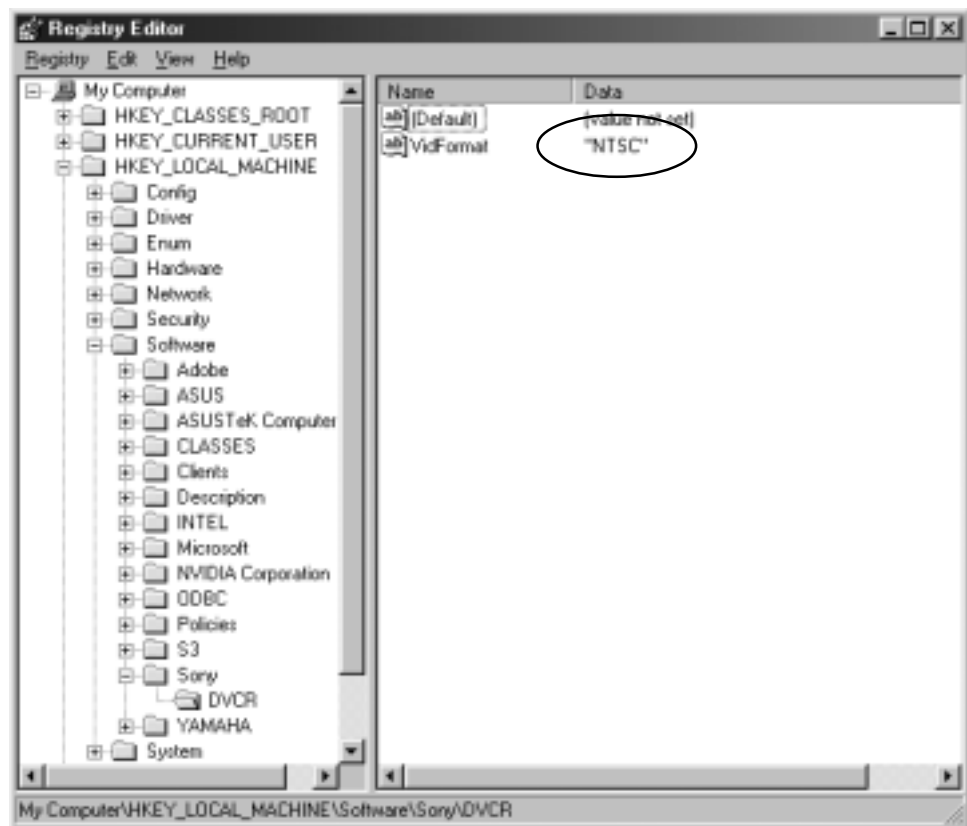 Registry Editor
Registry Edit View Help
My Computer
HKEY_CLASSES_ROOT
HKEY_CURRENT_USER
HKEY_LOCAL_MACHINE
Config
Driver
Enum
Hardware
Network
Security
Software
Adobe
ASUS
ASUSTeK Computer
CLASSES
Clients
Description
INTEL
Microsoft
NVIDIA Corporation
ODBC
Policies
S3
Sony
DVCR
YAMAHA
System
Name Data
ab (Default) (value not set)
ab VidFormat "NTSC"
My Computer\HKEY_LOCAL_MACHINE\Software\Sony\DVCR